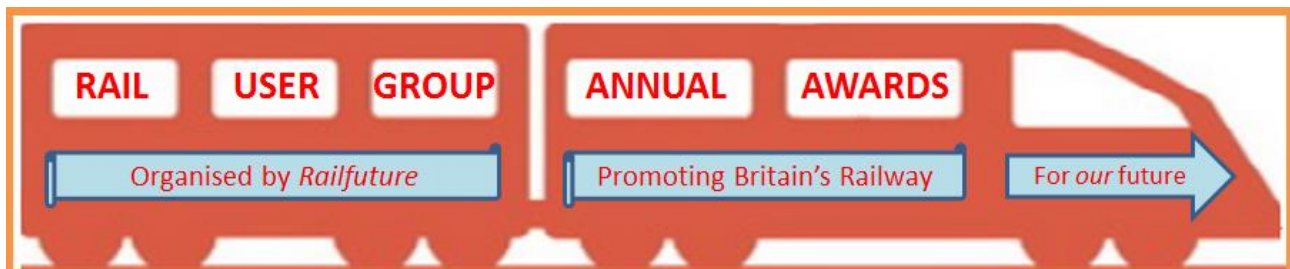 RAIL USER GROUP ANNUAL AWARDS
Organised by Railfuture Promoting Britain's Railway For our future